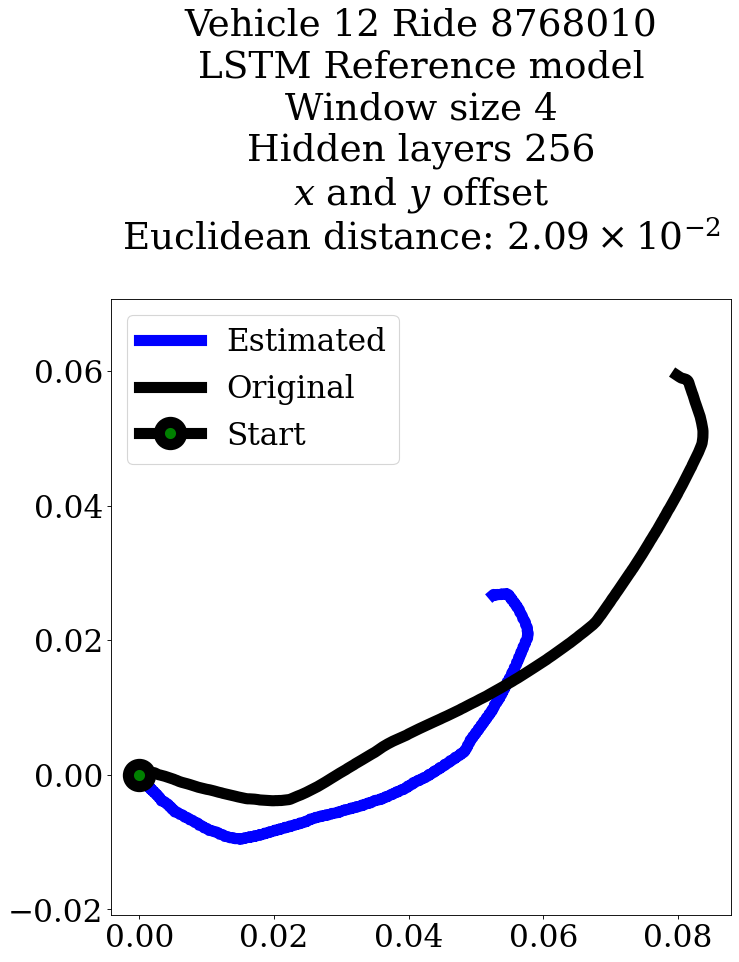 Vehicle 12 Ride 8768010
LSTM Reference model
Window size 4
Hidden layers 256
x and y offset
Euclidean distance: 2.09 × 10⁻²
Estimated
Original
Start
0.06
0.04
0.02
0.00
−0.02
0.00 0.02 0.04 0.06 0.08